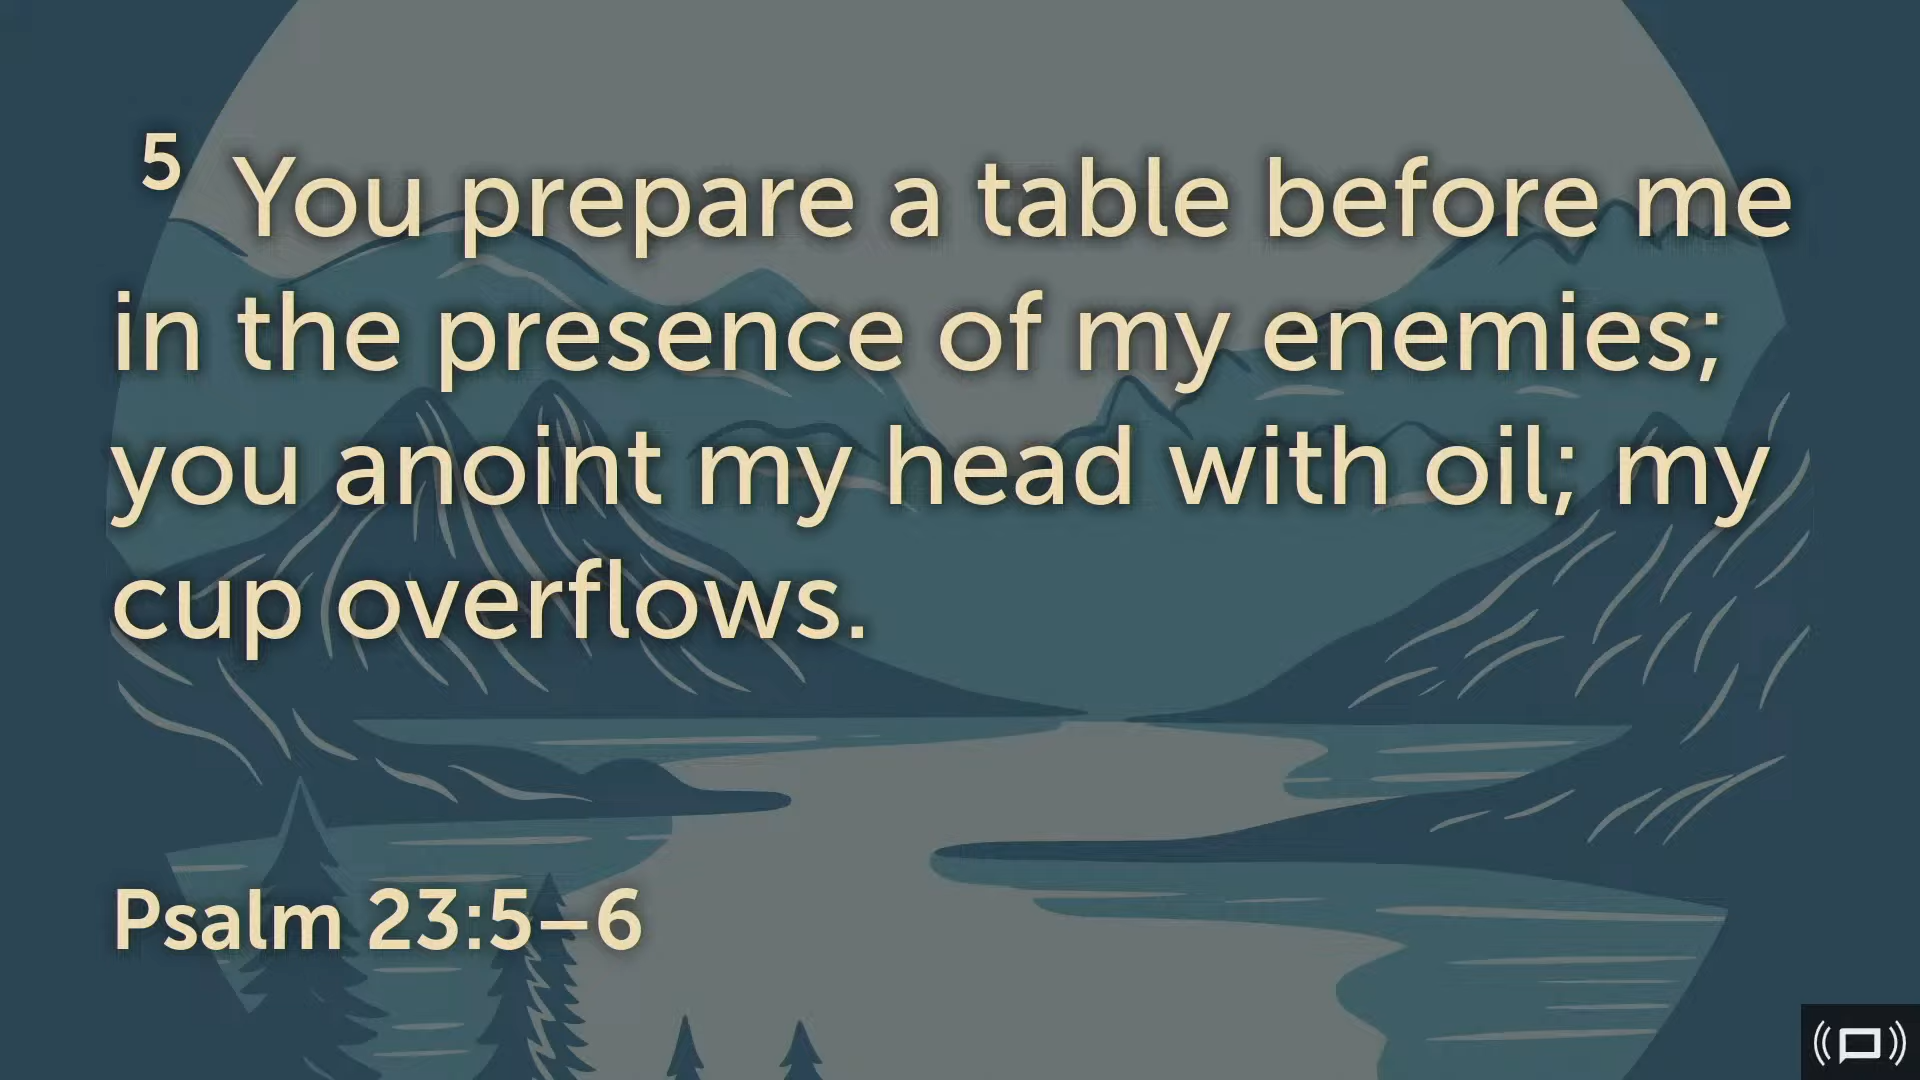 5 You prepare a table before me
in the presence of my enemies;
you anoint my head with oil; my
cup overflows.
Psalm 23:5–6